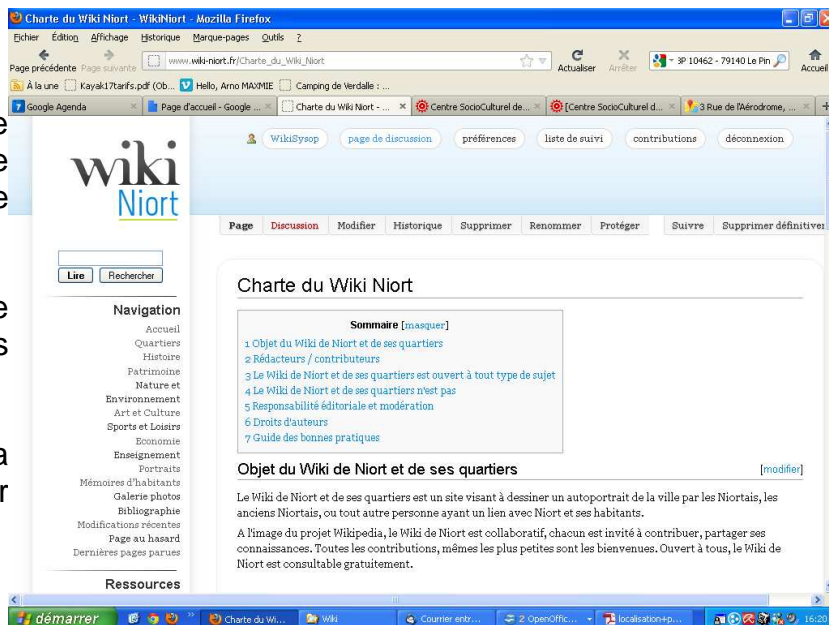 Charte du Wiki Niort - WikiNiort - Mozilla Firefox
Fichier Édition Affichage Historique Marque-pages Outils ?
Page précédente Page suivante www.wiki-niort.fr/Charte_du_Wiki_Niort Actualiser Arrêter 3P 10462 - 79140 Le Pin Accueil
À la une Kayak17tarifs.pdf (Ob... Hello, Arno MAXMIE Camping de Verdalle : ...
Google Agenda Page d'accueil - Google ... Charte du Wiki Niort - ... Centre SocioCulturel de... [Centre SocioCulturel d... 3 Rue de l'Aérodrome, ...
e
e
e
e
s
a
r
WikiSysop page de discussion préférences liste de suivi contributions déconnexion
wiki
Niort
Page Discussion Modifier Historique Supprimer Renommer Protéger Suivre Supprimer définitive
Lire Rechercher
Navigation
Accueil
Quartiers
Histoire
Patrimoine
Nature et
Environnement
Art et Culture
Sports et Loisirs
Economie
Enseignement
Portraits
Mémoires d'habitants
Galerie photos
Bibliographie
Modifications récentes
Page au hasard
Dernières pages parues
Ressources
Charte du Wiki Niort
Sommaire [masquer]
1 Objet du Wiki de Niort et de ses quartiers
2 Rédacteurs / contributeurs
3 Le Wiki de Niort et de ses quartiers est ouvert à tout type de sujet
4 Le Wiki de Niort et de ses quartiers n'est pas
5 Responsabilité éditoriale et modération
6 Droits d'auteurs
7 Guide des bonnes pratiques
Objet du Wiki de Niort et de ses quartiers [modifier]
Le Wiki de Niort et de ses quartiers est un site visant à dessiner un autoportrait de la ville par les Niortais, les
anciens Niortais, ou tout autre personne ayant un lien avec Niort et ses habitants.
A l'image du projet Wikipedia, le Wiki de Niort est collaboratif, chacun est invité à contribuer, partager ses
connaissances. Toutes les contributions, mêmes les plus petites sont les bienvenues. Ouvert à tous, le Wiki de
Niort est consultable gratuitement.
démarrer Charte du Wi... Wiki Courrier entr... 2 OpenOffic... localisation+p... 16:20